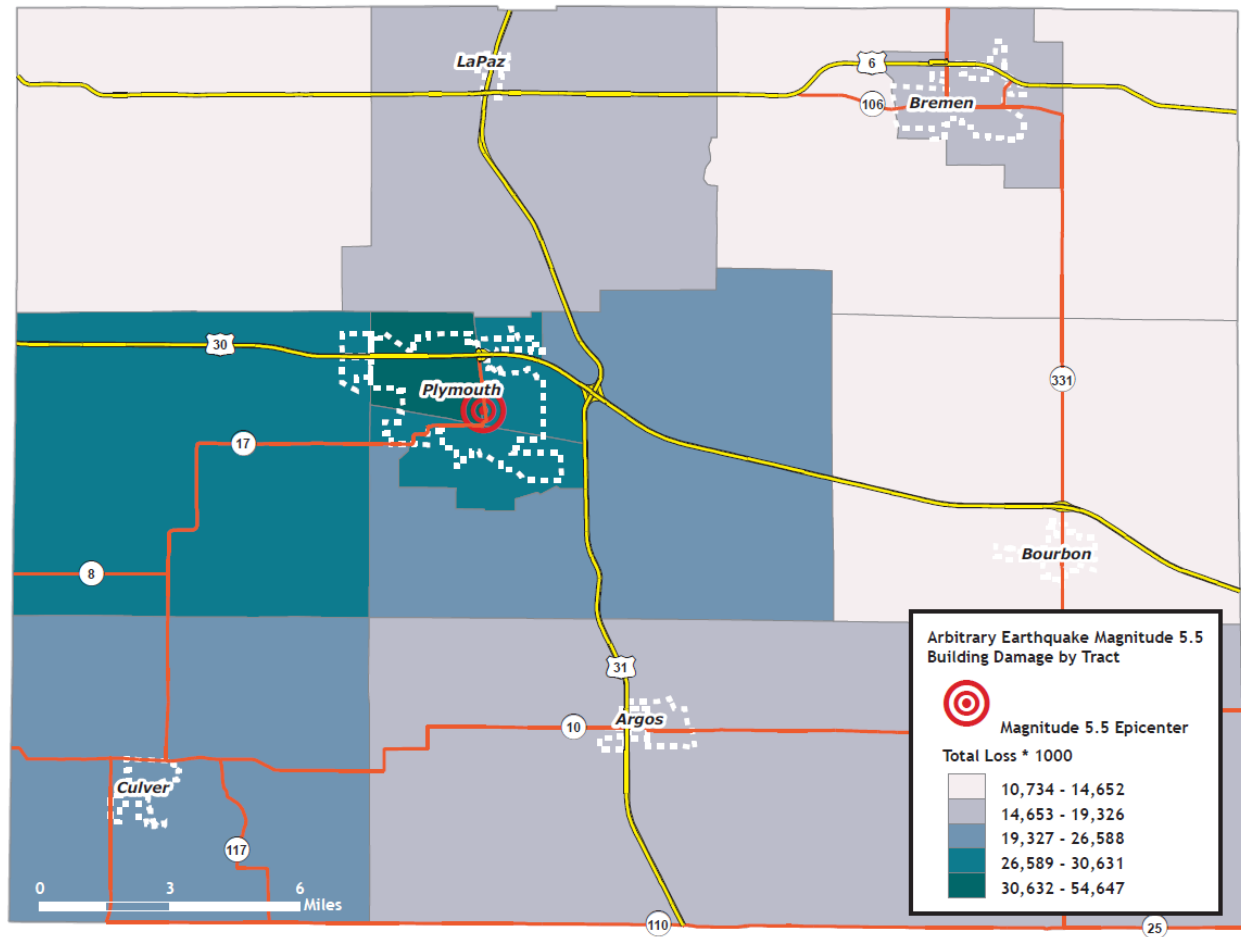 LaPaz
6
106
Bremen
30
Plymouth
331
17
Bourbon
8
31
Argos
10
Culver
117
0 3 6
Miles
110
25
Arbitrary Earthquake Magnitude 5.5
Building Damage by Tract
Magnitude 5.5 Epicenter
Total Loss * 1000
10,734 - 14,652
14,653 - 19,326
19,327 - 26,588
26,589 - 30,631
30,632 - 54,647